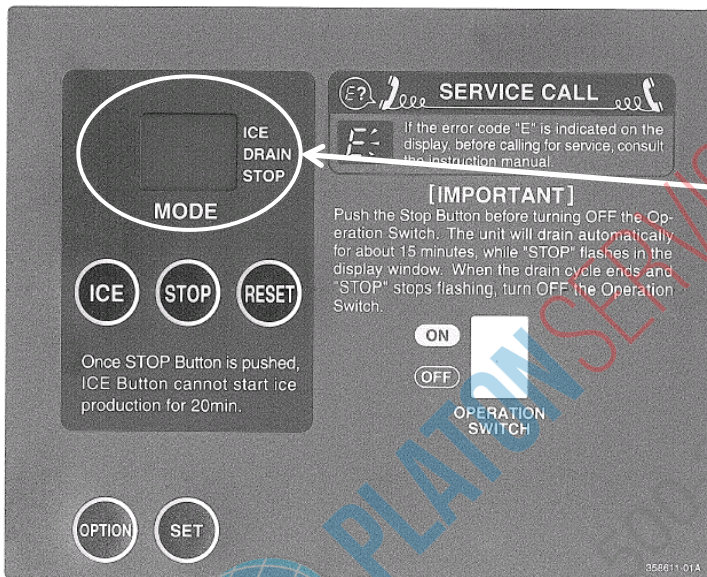 ICE
DRAIN
STOP
MODE
ICE
STOP
RESET
Once STOP Button is pushed,
ICE Button cannot start ice
production for 20min.
E?
SERVICE CALL
E
If the error code "E" is indicated on the
display, before calling for service, consult
the instruction manual.
[IMPORTANT]
Push the Stop Button before turning OFF the Op-
eration Switch. The unit will drain automatically
for about 15 minutes, while "STOP" flashes in the
display window. When the drain cycle ends and
"STOP" stops flashing, turn OFF the Operation
Switch.
ON
OFF
OPERATION
SWITCH
OPTION
SET
358611-01A
PLATON
SERVIC
800